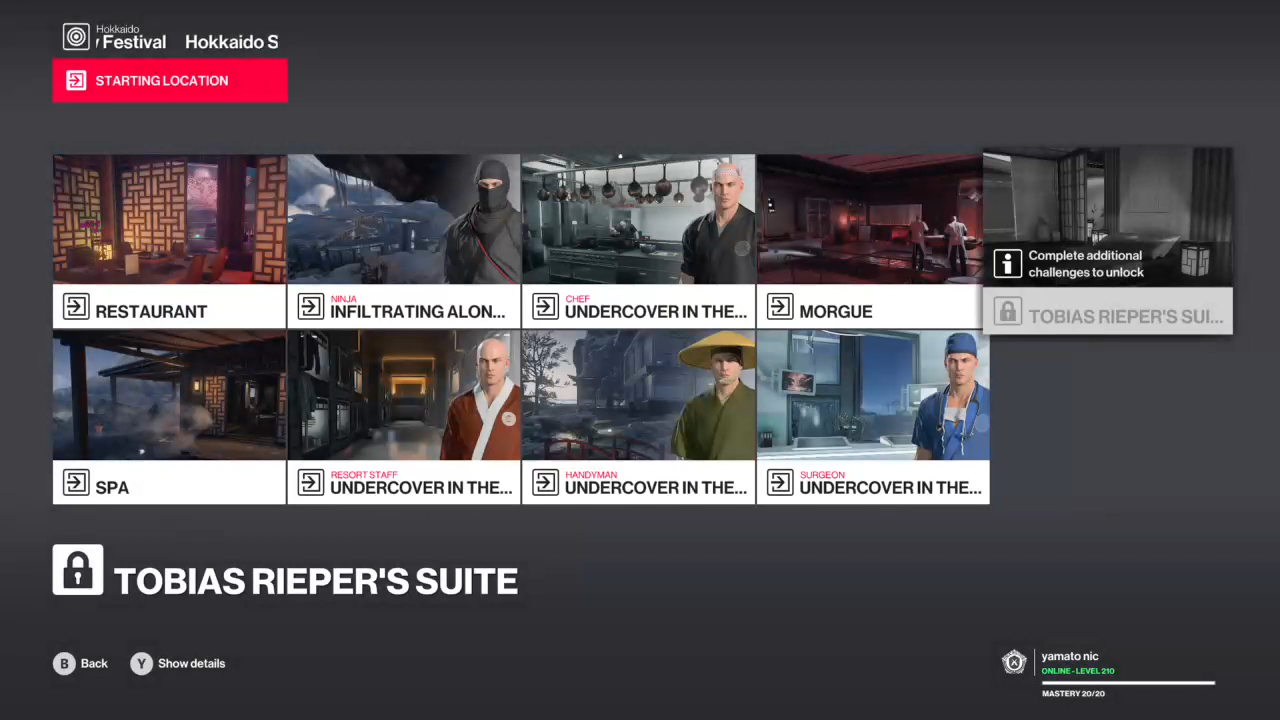 Hokkaido
Festival Hokkaido S
STARTING LOCATION
RESTAURANT
NINJA
INFILTRATING ALON...
CHEF
UNDERCOVER IN THE...
MORGUE
Complete additional
challenges to unlock
TOBIAS RIEPER'S SUI...
SPA
RESORT STAFF
UNDERCOVER IN THE...
HANDYMAN
UNDERCOVER IN THE...
SURGEON
UNDERCOVER IN THE...
TOBIAS RIEPER'S SUITE
B Back Y Show details
yamato nic
ONLINE - LEVEL 210
MASTERY 20/20